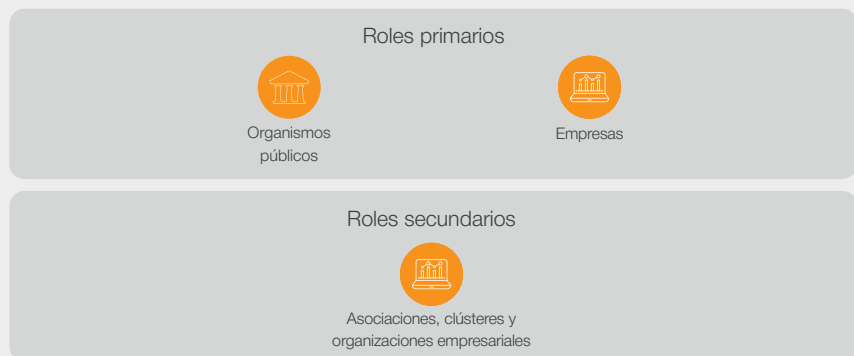 Roles primarios
Organismos
públicos
Empresas
Roles secundarios
Asociaciones, clústeres y
organizaciones empresariales